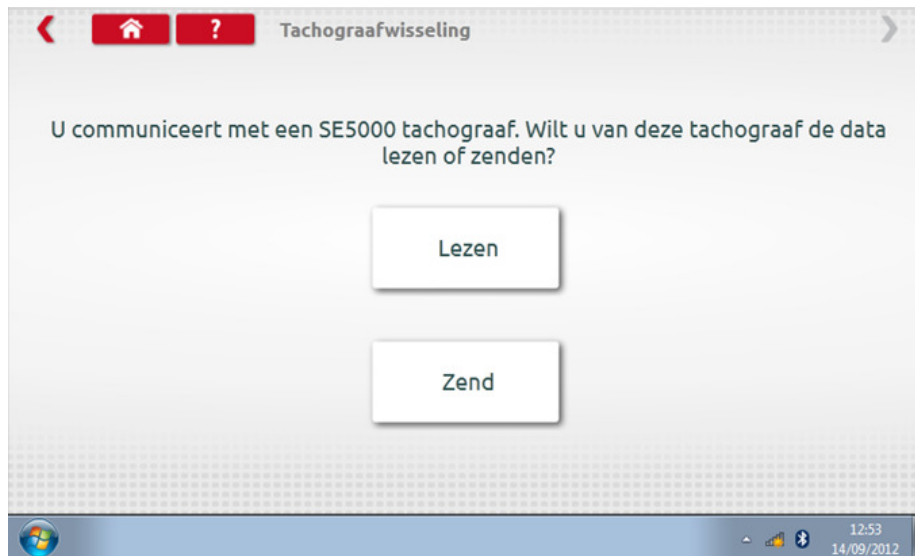 ? Tachograafwisseling
U communiceert met een SE5000 tachograaf. Wilt u van deze tachograaf de data
lezen of zenden?
Lezen
Zend
12:53
14/09/2012